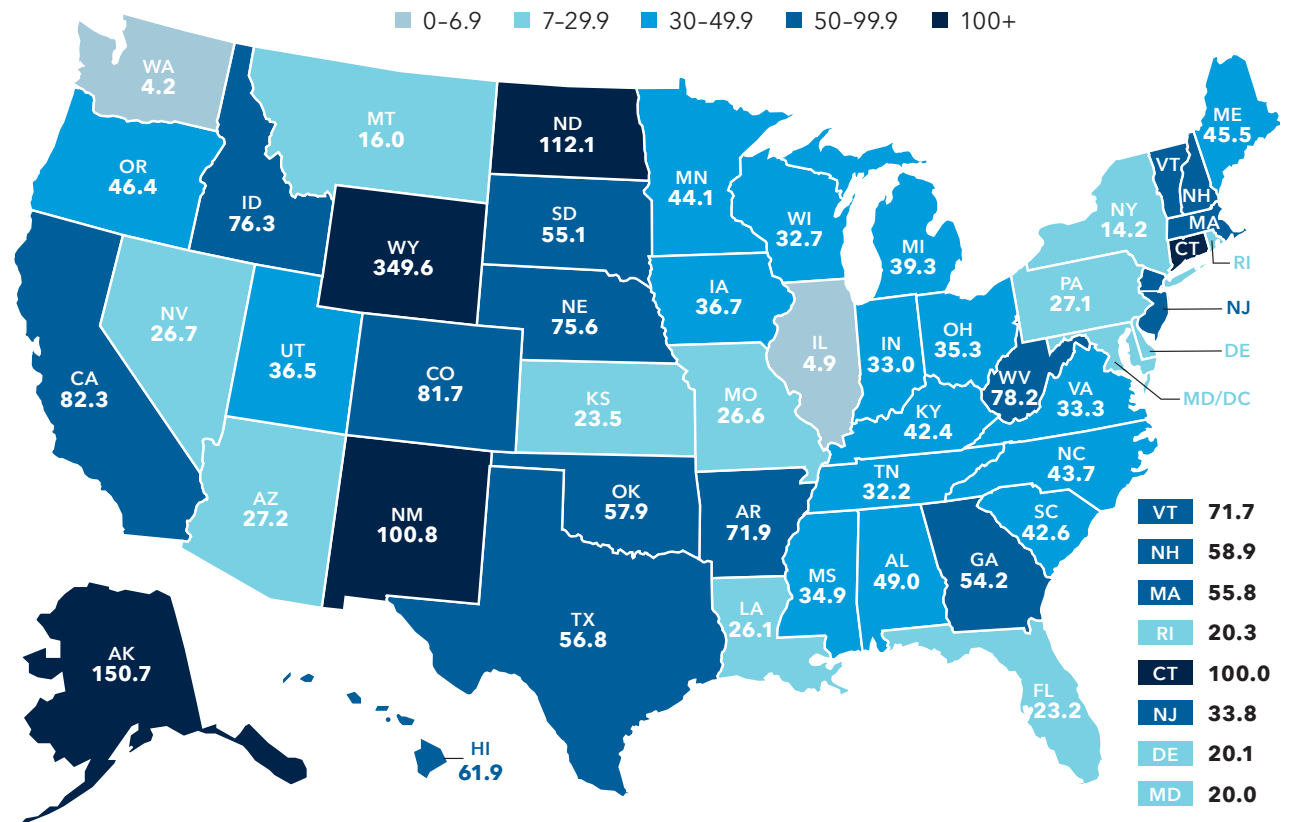 0–6.9 7–29.9 30–49.9 50–99.9 100+
WA
4.2
MT
16.0
ND
112.1
OR
46.4
ID
76.3
WY
349.6
SD
55.1
MN
44.1
WI
32.7
MI
39.3
NY
14.2
VT
NH
ME
45.5
MA
CT
RI
NJ
DE
MD/DC
NV
26.7
UT
36.5
CO
81.7
NE
75.6
IA
36.7
IL
4.9
IN
33.0
OH
35.3
PA
27.1
WV
78.2
VA
33.3
CA
82.3
AZ
27.2
NM
100.8
KS
23.5
MO
26.6
KY
42.4
TN
32.2
NC
43.7
SC
42.6
OK
57.9
AR
71.9
TX
56.8
LA
26.1
MS
34.9
AL
49.0
GA
54.2
FL
23.2
AK
150.7
HI
61.9
VT 71.7
NH 58.9
MA 55.8
RI 20.3
CT 100.0
NJ 33.8
DE 20.1
MD 20.0